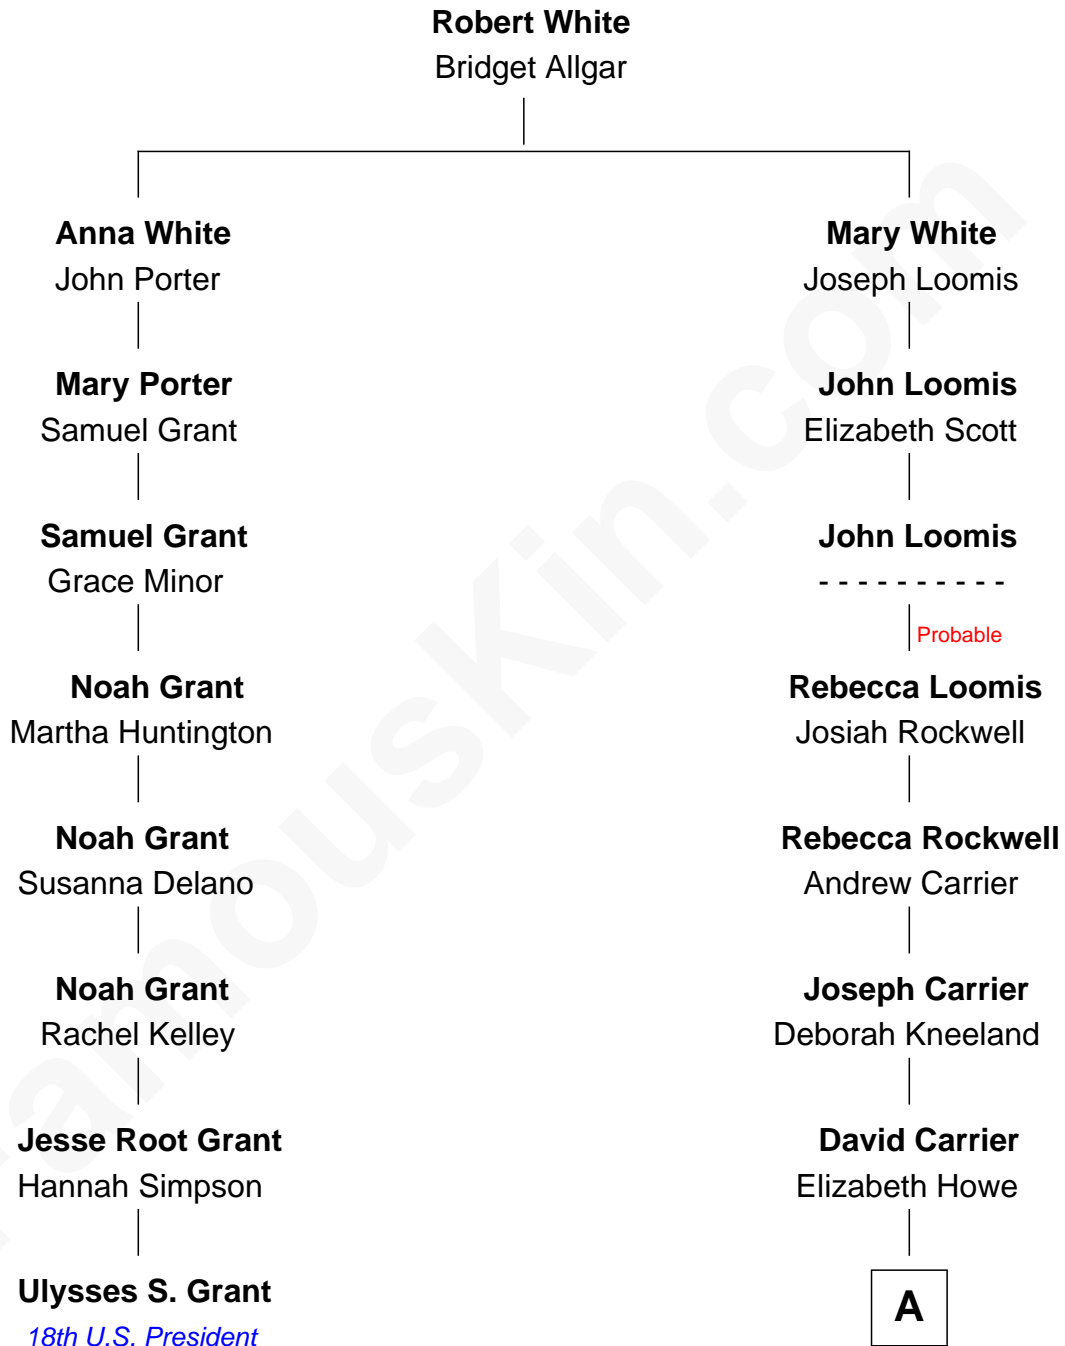 Robert White
Bridget Allgar
Anna White
John Porter
Mary White
Joseph Loomis
Mary Porter
Samuel Grant
John Loomis
Elizabeth Scott
Samuel Grant
Grace Minor
John Loomis
- - - - - - - - - -
Probable
Noah Grant
Martha Huntington
Rebecca Loomis
Josiah Rockwell
Noah Grant
Susanna Delano
Rebecca Rockwell
Andrew Carrier
Noah Grant
Rachel Kelley
Joseph Carrier
Deborah Kneeland
Jesse Root Grant
Hannah Simpson
David Carrier
Elizabeth Howe
Ulysses S. Grant
18th U.S. President
A
FamousKin.com